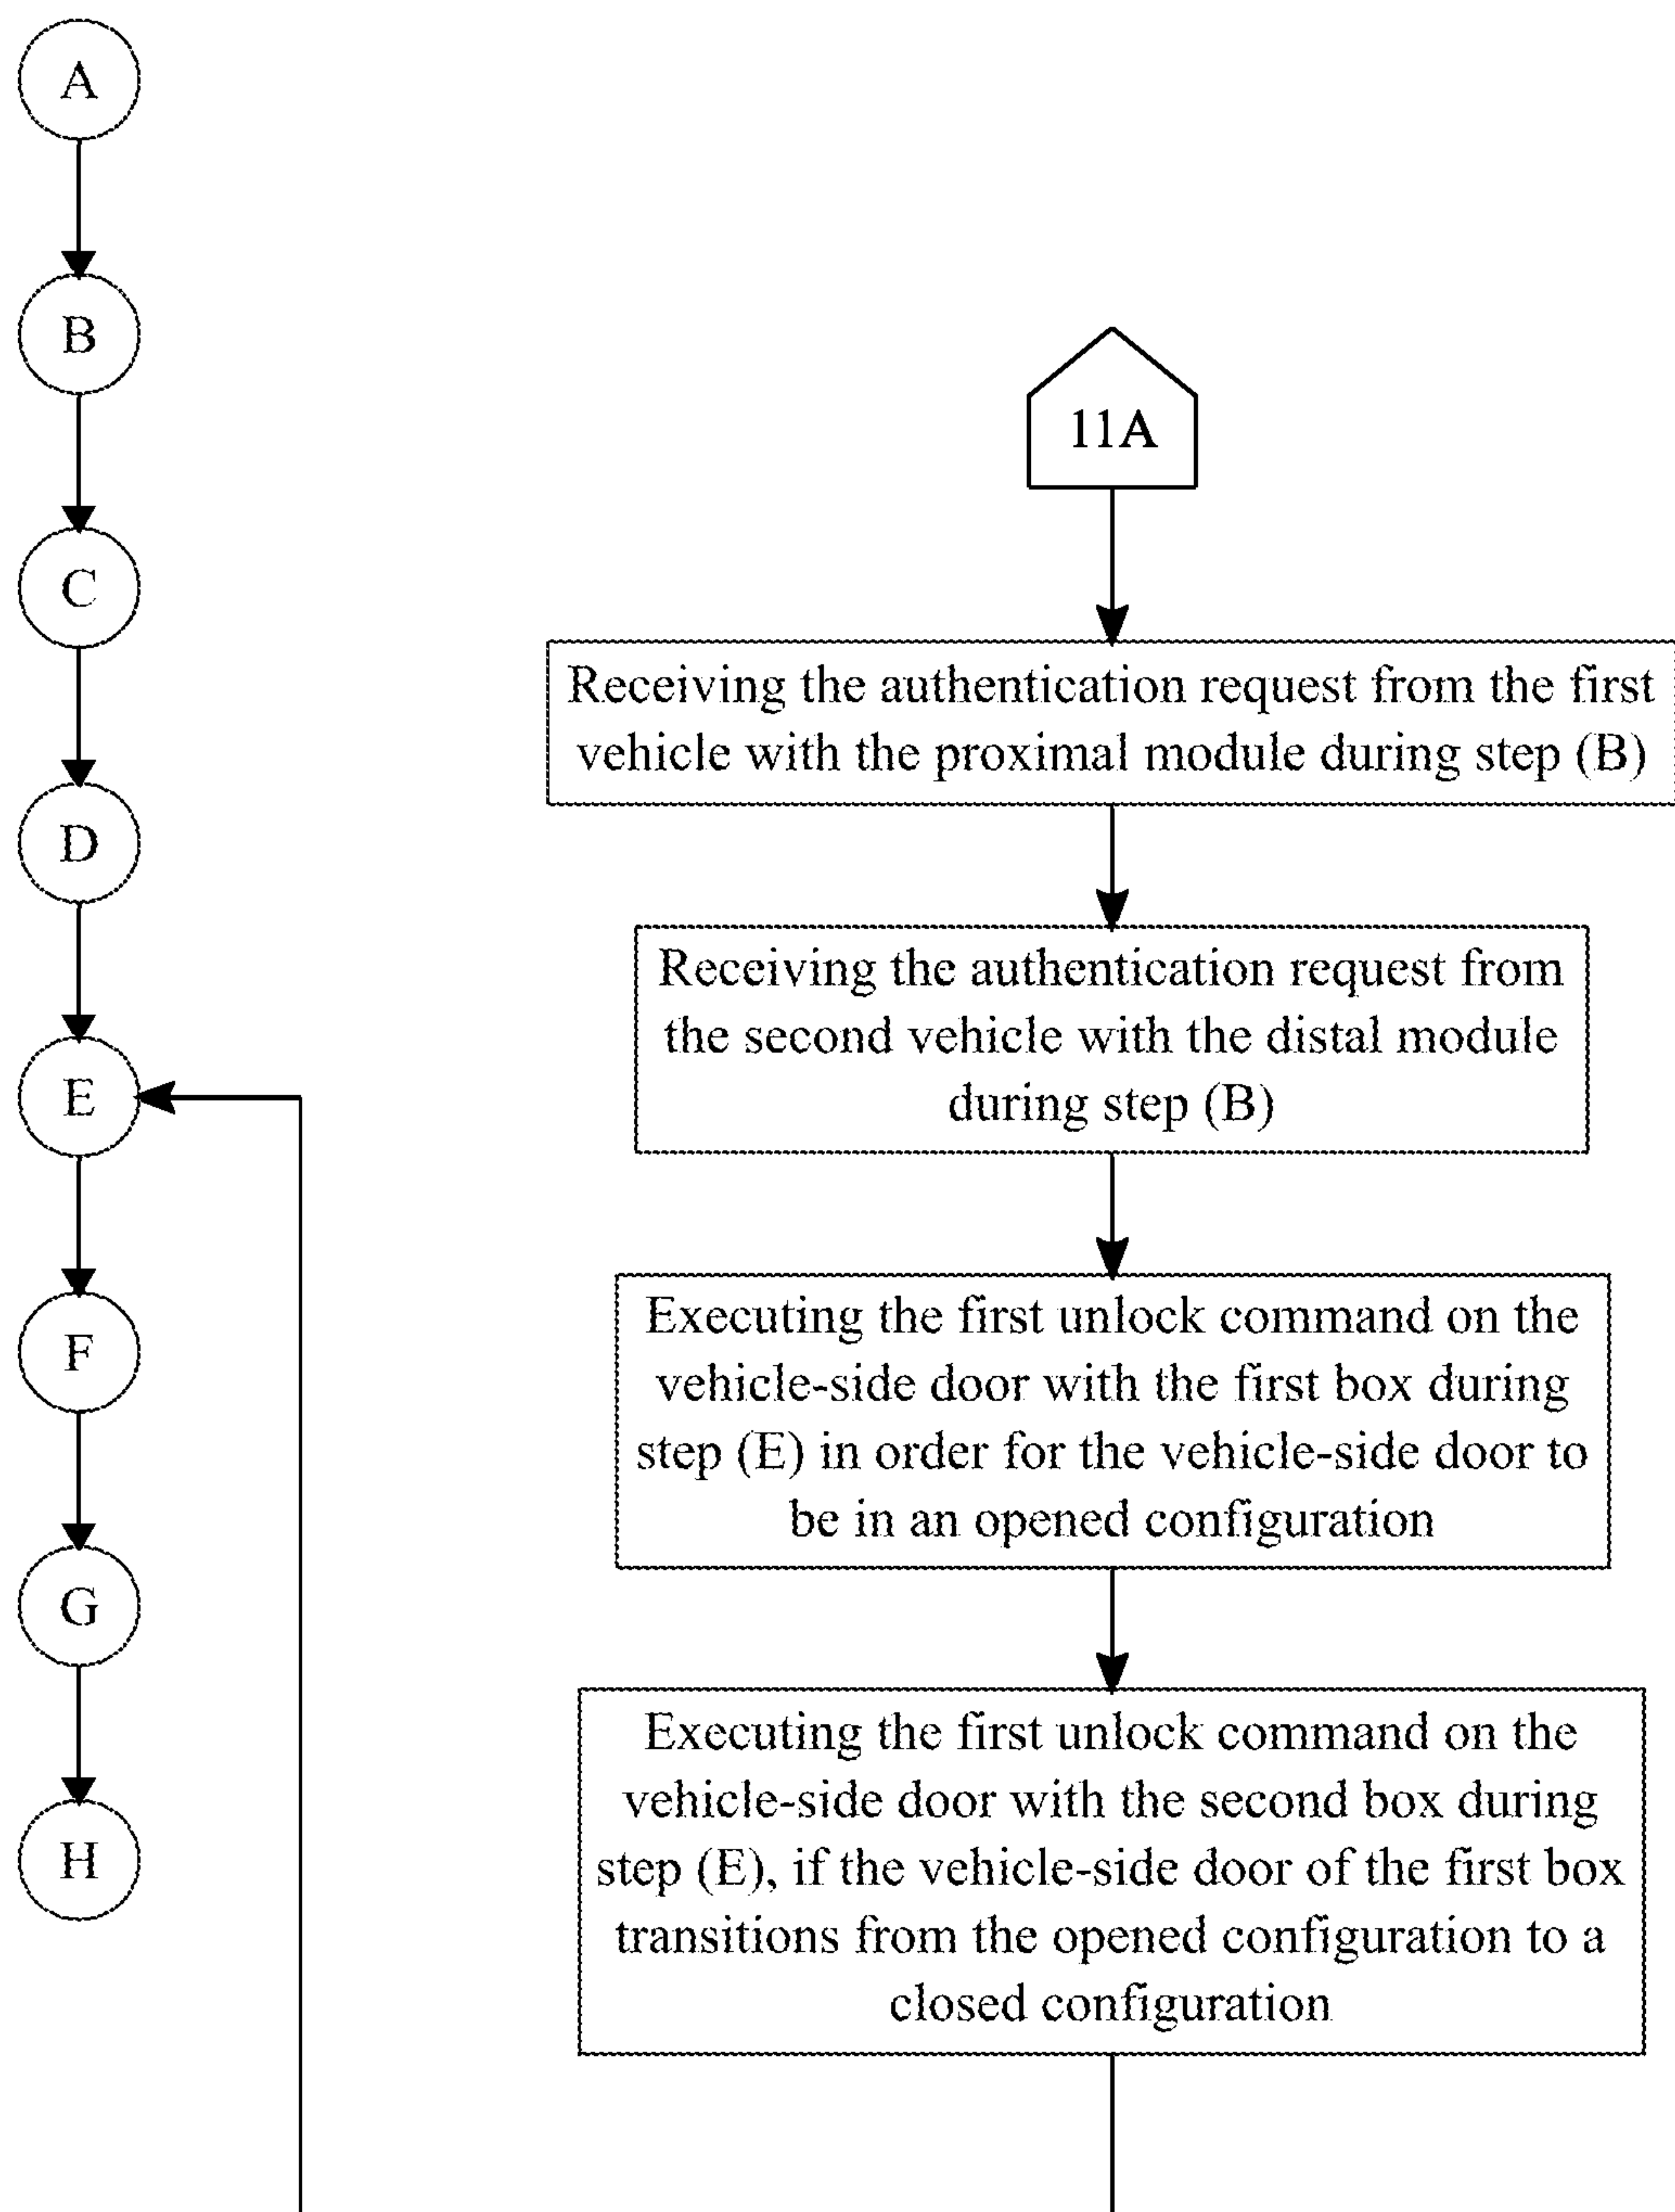 A
B
C
D
E
F
G
H
11A
Receiving the authentication request from the first
vehicle with the proximal module during step (B)
Receiving the authentication request from
the second vehicle with the distal module
during step (B)
Executing the first unlock command on the
vehicle-side door with the first box during
step (E) in order for the vehicle-side door to
be in an opened configuration
Executing the first unlock command on the
vehicle-side door with the second box during
step (E), if the vehicle-side door of the first box
transitions from the opened configuration to a
closed configuration